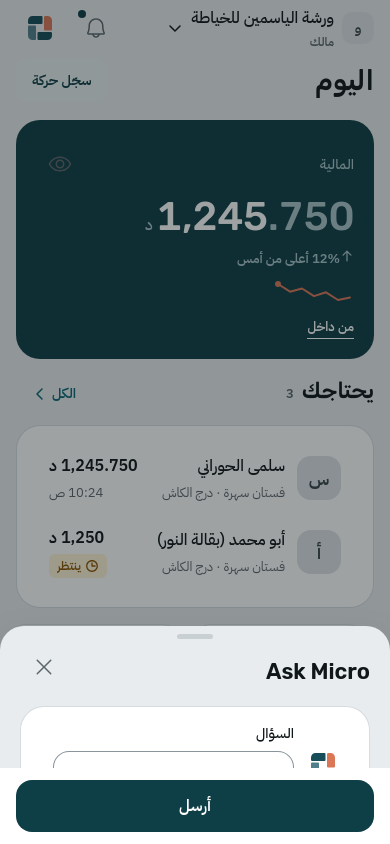 و
ورشة الياسمين للخياطة
مالك
اليوم
سجّل حركة
المالية
1,245.750 د
12% أعلى من أمس
من داخل
يحتاجك 3
الكل
س
سلمى الحوراني
1,245.750 د
فستان سهرة · درج الكاش
10:24 ص
أ
أبو محمد (بقالة النور)
1,250 د
فستان سهرة · درج الكاش
ينتظر
Ask Micro
السؤال
أرسل